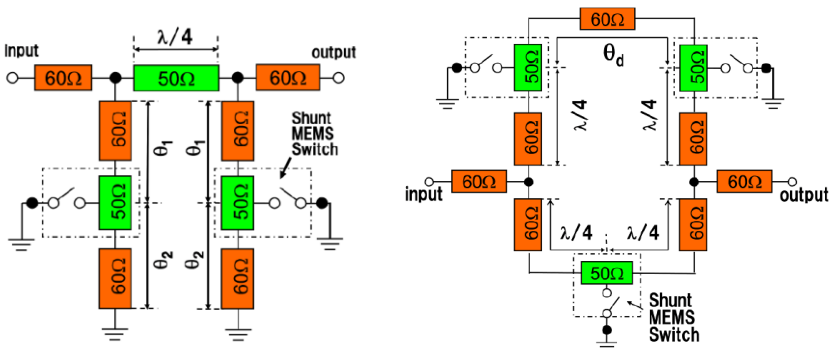 λ/4
Input
output
60Ω
50Ω
60Ω
60Ω
θ1
θ1
60Ω
Shunt
MEMS
Switch
50Ω
50Ω
60Ω
θ2
θ2
60Ω
60Ω
50Ω
θd
50Ω
λ/4
λ/4
60Ω
60Ω
input
60Ω
60Ω
output
60Ω
λ/4
λ/4
60Ω
50Ω
Shunt
MEMS
Switch